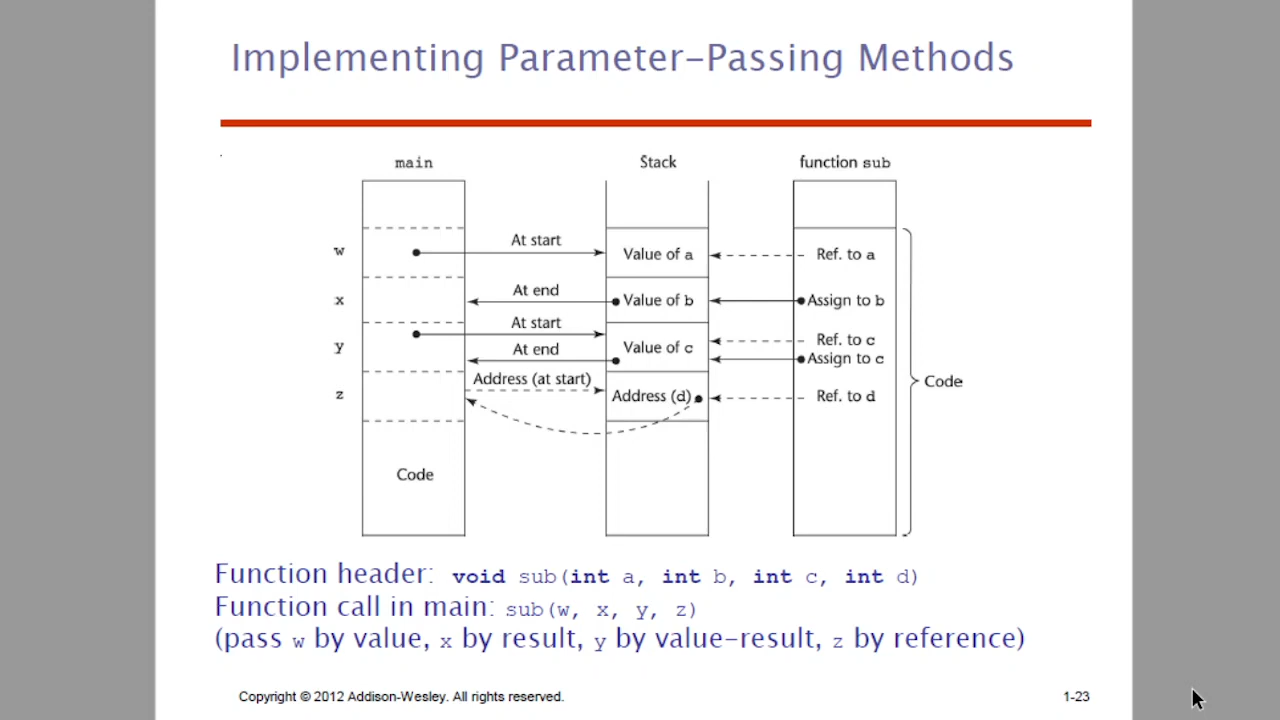 Implementing Parameter-Passing Methods
main
Stack
function sub
w
At start
Value of a
Ref. to a
x
At end
Value of b
Assign to b
y
At start
At end
Value of c
Ref. to c
Assign to c
z
Address (at start)
Address (d)
Ref. to d
Code
Code
Function header: void sub(int a, int b, int c, int d)
Function call in main: sub(w, x, y, z)
(pass w by value, x by result, y by value-result, z by reference)
Copyright © 2012 Addison-Wesley. All rights reserved.
1-23